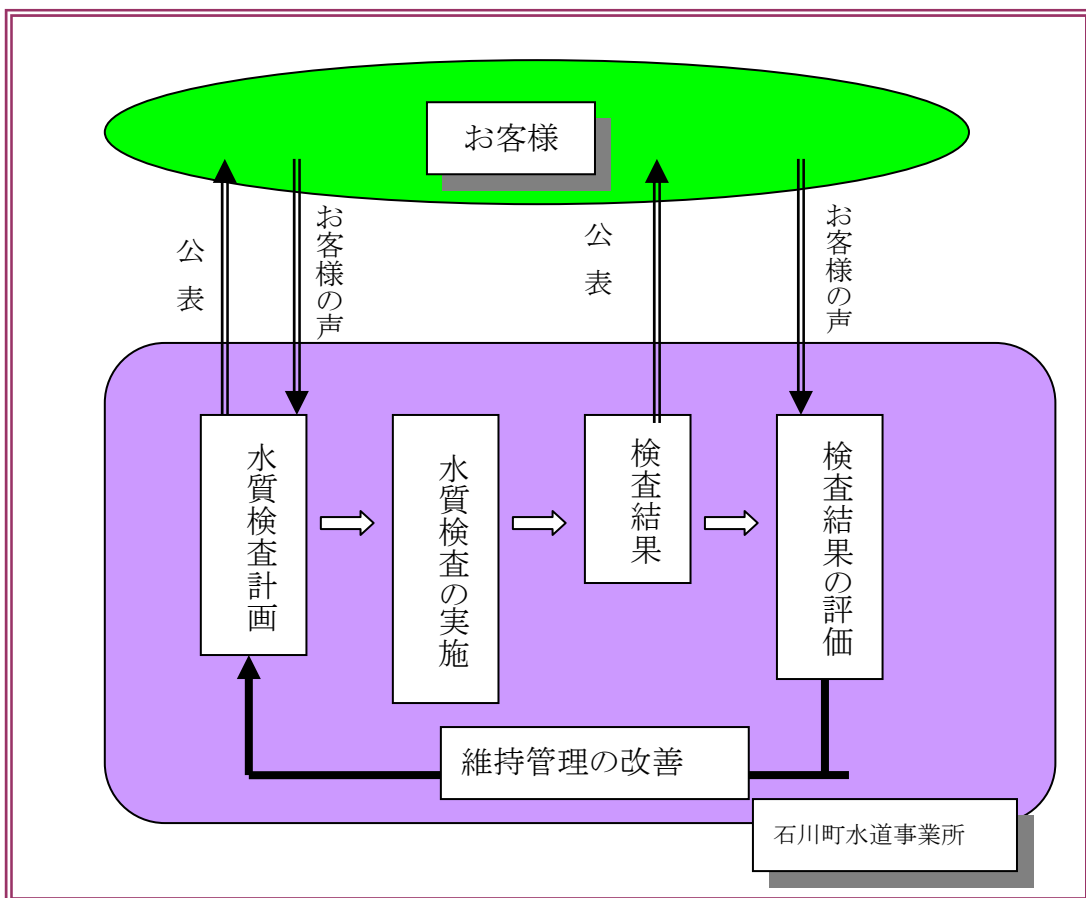 お客様
公表
お客様の声
公表
お客様の声
水質検査計画
水質検査の実施
検査結果
検査結果の評価
維持管理の改善
石川町水道事業所